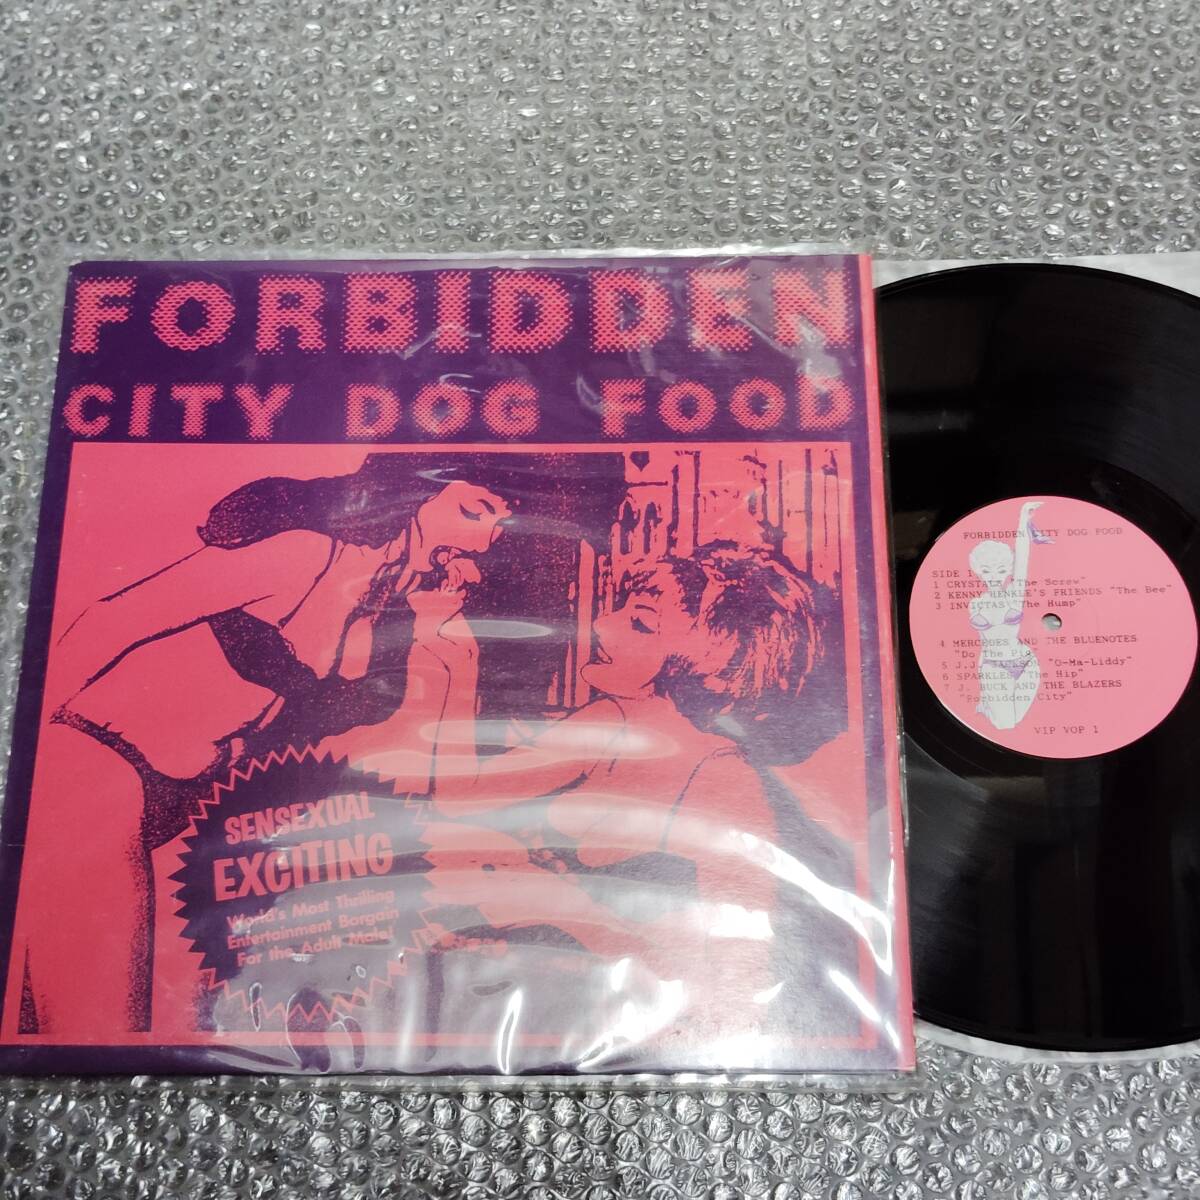 FORBIDDEN
CITY DOG FOOD
SENSEXUAL
EXCITING
World's Most Thrilling
Entertainment Bargain
For the Adult Male!
FORBIDDEN CITY DOG FOOD
SIDE 1
1 CRYSTALS "The Screw"
2 KENNY HENKLE'S FRIENDS "The Bee"
3 INVICTAS "The Hump"
4 MERCEDES AND THE BLUENOTES
"Do The Pig"
5 J.J. JACKSON "O-Ma-Liddy"
6 SPARKLES "The Hip"
7 J. BUCK AND THE BLAZERS
"Forbidden City"
VIP VOP 1